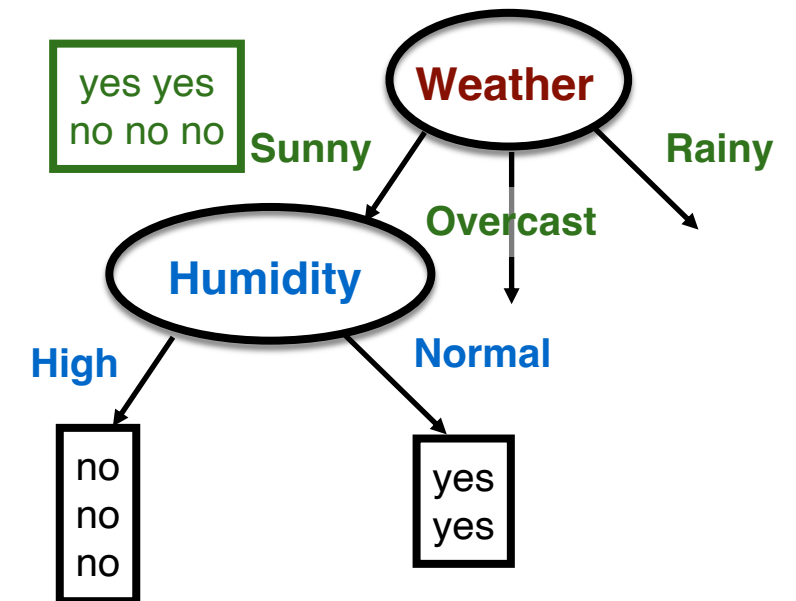 Weather
yes yes
no no no
Sunny
Rainy
Overcast
Humidity
High
Normal
no
no
no
yes
yes